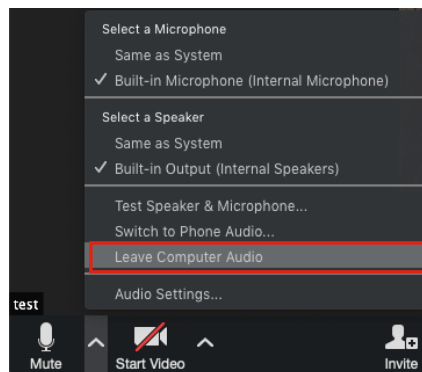 Select a Microphone
Same as System
✓ Built-in Microphone (Internal Microphone)
Select a Speaker
Same as System
✓ Built-in Output (Internal Speakers)
Test Speaker & Microphone...
Switch to Phone Audio...
Leave Computer Audio
Audio Settings...
test
Mute
Start Video
Invite